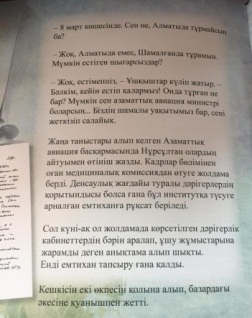 – 8 март көшесінде. Сен не, Алматыда тұрмайсың
ба?
– Жоқ, Алматыда емес, Шамалғанда тұрамын.
Мүмкін естіген шығарсыздар?
– Жоқ, естімеппіз, – Ұшқыштар күліп жатыр. –
Бәлкім, кейін естіп қалармыз! Онда тұрған не
бар? Мүмкін сен азаматтық авиация министрі
боларсың... Біздің шамалы уақытымыз бар, сені
жеткізіп салайық.
Жаңа таныстары алып келген Азаматтық
авиация басқармасында Нұрсұлтан олардың
айтуымен өтініш жазды. Кадрлар бөлімінен
оған медициналық комиссиядан өтуге жолдама
берді. Денсаулық жағдайы туралы дәрігерлердің
қорытындысы болса ғана бұл институтқа түсуге
арналған емтиханға рұқсат беріледі.
Сол күні-ақ ол жолдамада көрсетілген дәрігерлік
кабинеттердің бәрін аралап, ұшу жұмыстарына
жарамды деген анықтама алып шықты.
Енді емтихан тапсыру ғана қалды.
Кешкісін екі өкпесін қолына алып, базардағы
әкесіне қуанышпен жетті.